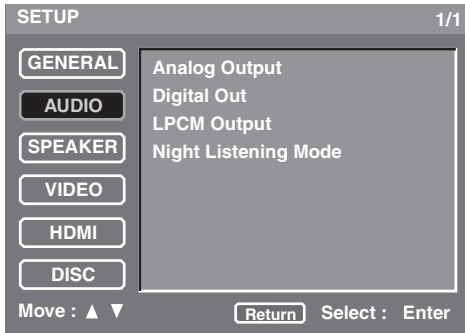 SETUP 1/1
GENERAL
AUDIO
SPEAKER
VIDEO
HDMI
DISC
Analog Output
Digital Out
LPCM Output
Night Listening Mode
Move : ▲ ▼ Return Select : Enter